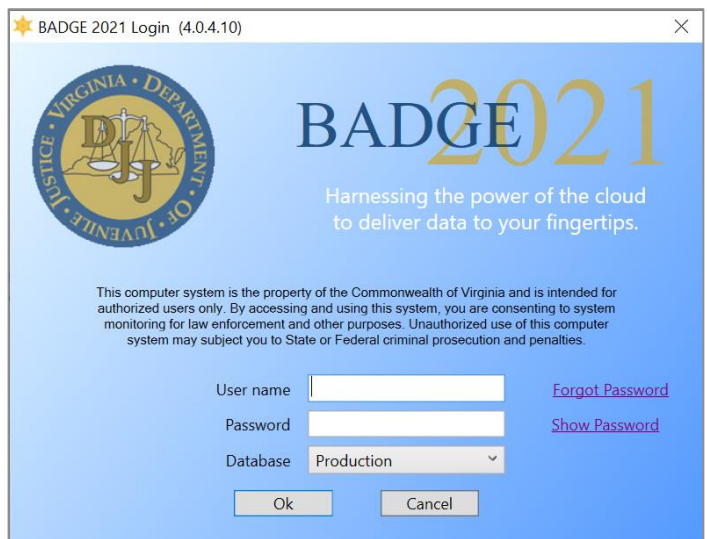 BADGE 2021 Login (4.0.4.10)
VIRGINIA • DEPARTMENT • OF JUVENILE • JUSTICE •
DJJ
BADGE 2021
Harnessing the power of the cloud
to deliver data to your fingertips.
This computer system is the property of the Commonwealth of Virginia and is intended for
authorized users only. By accessing and using this system, you are consenting to system
monitoring for law enforcement and other purposes. Unauthorized use of this computer
system may subject you to State or Federal criminal prosecution and penalties.
User name
Forgot Password
Password
Show Password
Database
Production
Ok
Cancel